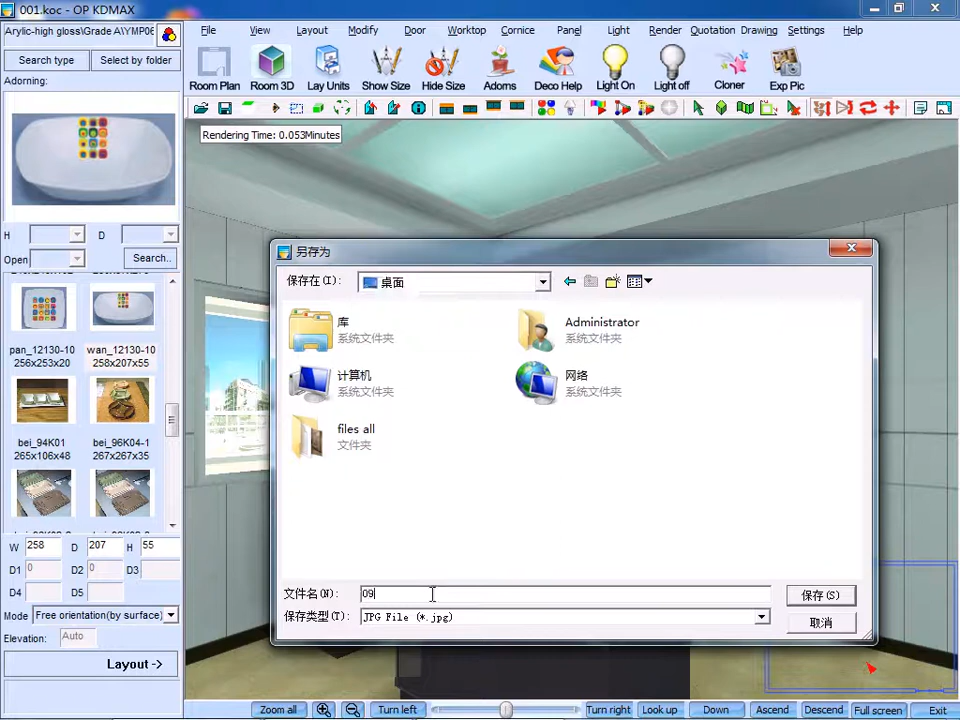 001.koc - OP KDMAX
Arylic-high gloss\Grade A\YMP06
File View Layout Modify Door Worktop Cornice Panel Light Render Quotation Drawing Settings Help
Search type Select by folder
Room Plan Room 3D Lay Units Show Size Hide Size Adorns Deco Help Light On Light off Cloner Exp Pic
Adorning:
Rendering Time: 0.053Minutes
H D
Open Search..
pan_12130-10 wan_12130-10
256x253x20 258x207x55
bei_94K01 bei_96K04-1
265x106x48 267x267x35
W 258 D 207 H 55
D1 0 D2 0 D3
D4 D5
Mode Free orientation(by surface)
Elevation: Auto
Layout ->
另存为
保存在(I): 桌面
库
系统文件夹
Administrator
系统文件夹
计算机
系统文件夹
网络
系统文件夹
files all
文件夹
文件名(N): 09 保存(S)
保存类型(T): JPG File (*.jpg) 取消
Zoom all Turn left Turn right Look up Down Ascend Descend Full screen Exit